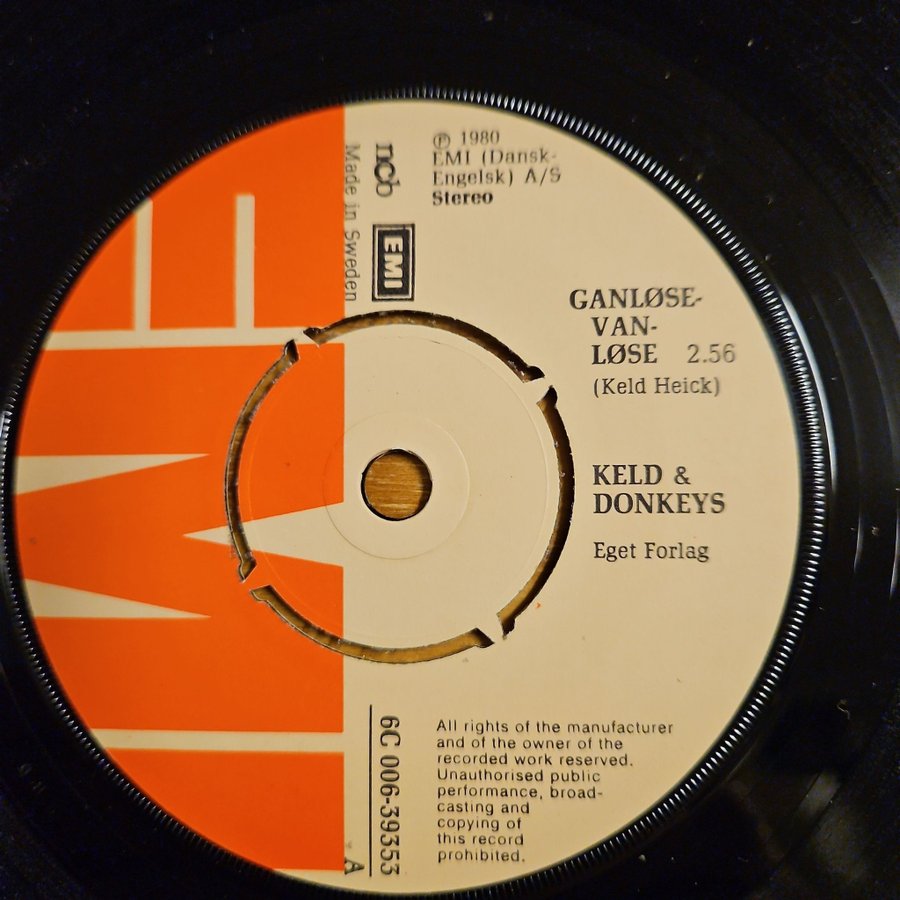 ℗ 1980
EMI (Dansk-
Engelsk) A/S
Stereo
ncb
Made in Sweden
EMI
EMI
GANLØSE-
VAN-
LØSE 2.56
(Keld Heick)
KELD &
DONKEYS
Eget Forlag
6C 006-39353
A
All rights of the manufacturer
and of the owner of the
recorded work reserved.
Unauthorised public
performance, broad-
casting and
copying of
this record
prohibited.